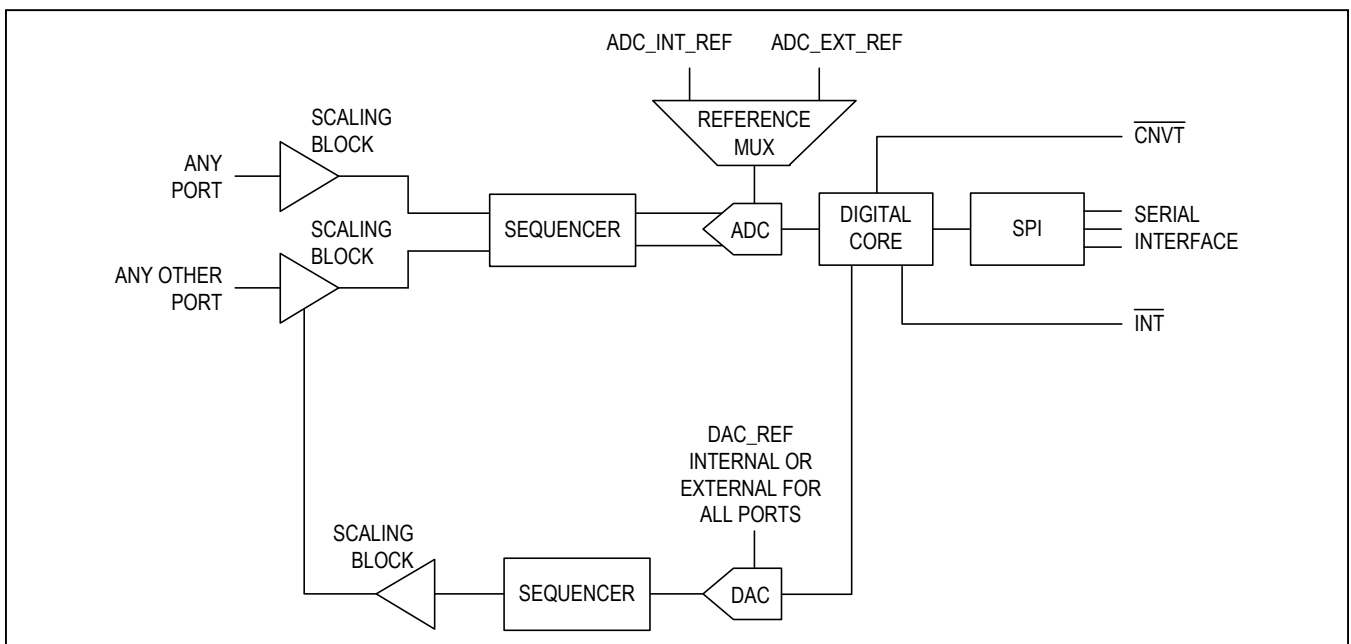 ADC_INT_REF
ADC_EXT_REF
REFERENCE
MUX
SCALING
BLOCK
ANY
PORT
SCALING
BLOCK
ANY OTHER
PORT
SEQUENCER
ADC
DIGITAL
CORE
SPI
CNVT
SERIAL
INTERFACE
INT
DAC_REF
INTERNAL OR
EXTERNAL FOR
ALL PORTS
SCALING
BLOCK
SEQUENCER
DAC